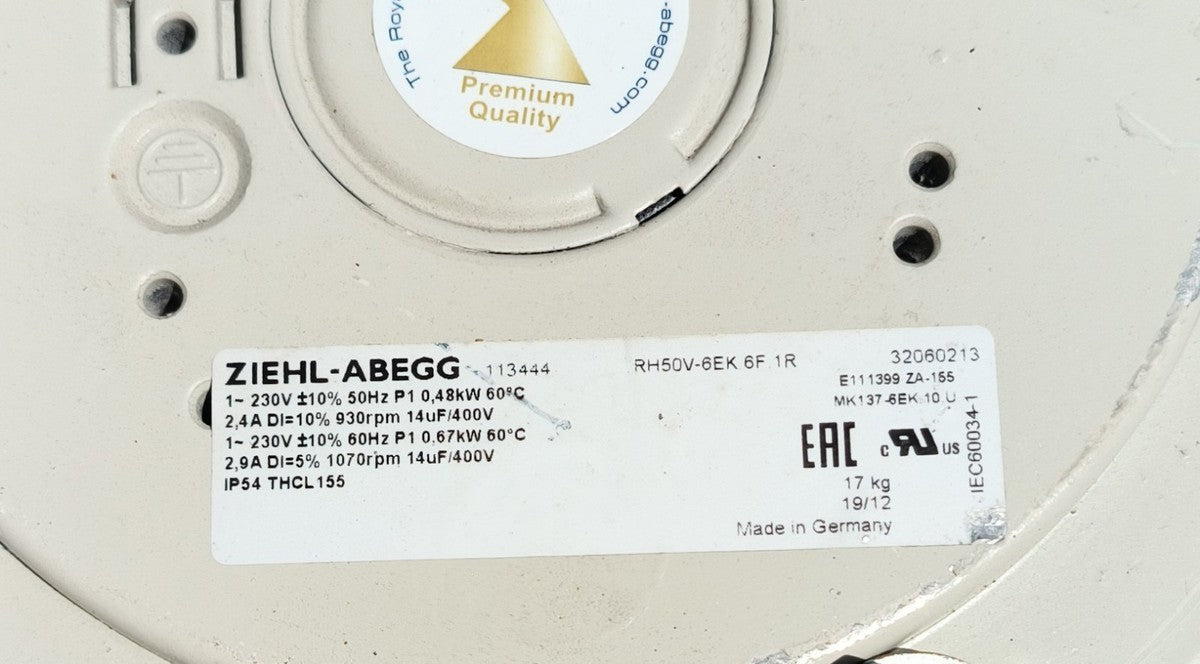 The Roya
-abegg.com
Premium
Quality
ZIEHL-ABEGG 113444 RH50V-6EK.6F.1R 32060213
1~ 230V ±10% 50Hz P1 0,48kW 60°C E111399 ZA-155
2,4A DI=10% 930rpm 14uF/400V MK137-6EK.10.U
1~ 230V ±10% 60Hz P1 0,67kW 60°C
2,9A DI=5% 1070rpm 14uF/400V
IP54 THCL155
EAC c RU US
17 kg
19/12
Made in Germany
IEC60034-1